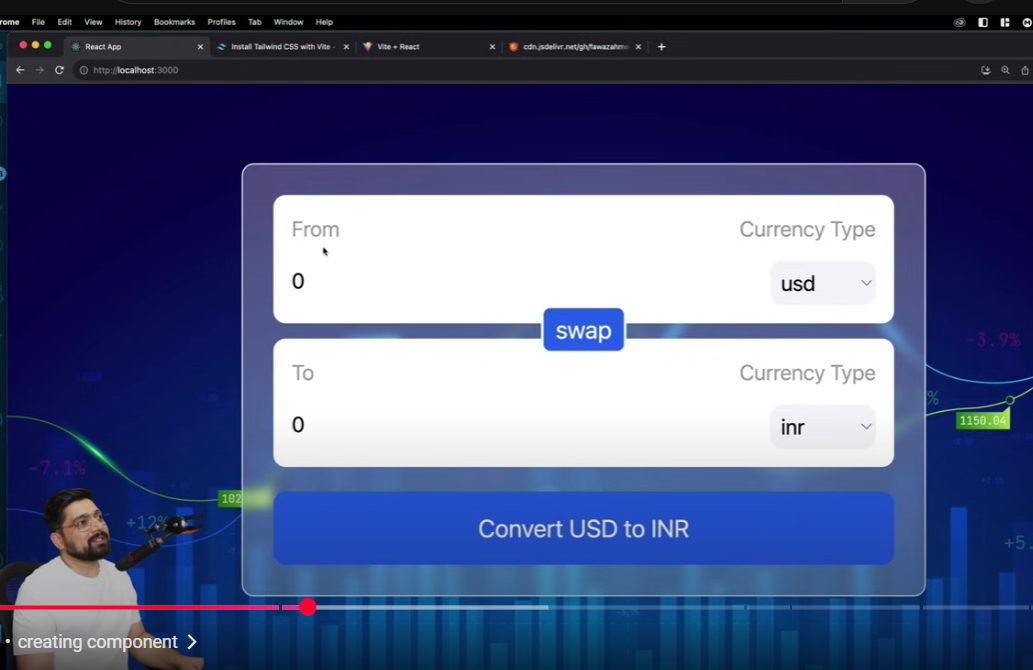 rome File Edit View History Bookmarks Profiles Tab Window Help
React App Install Tailwind CSS with Vite - Vite + React cdn.jsdelivr.net/gh/fawazahme
http://localhost:3000
From Currency Type
0 usd
swap
To Currency Type
0 inr
Convert USD to INR
-3.9%
%
1150.04
-7.1%
102
+12%
+5.
• creating component